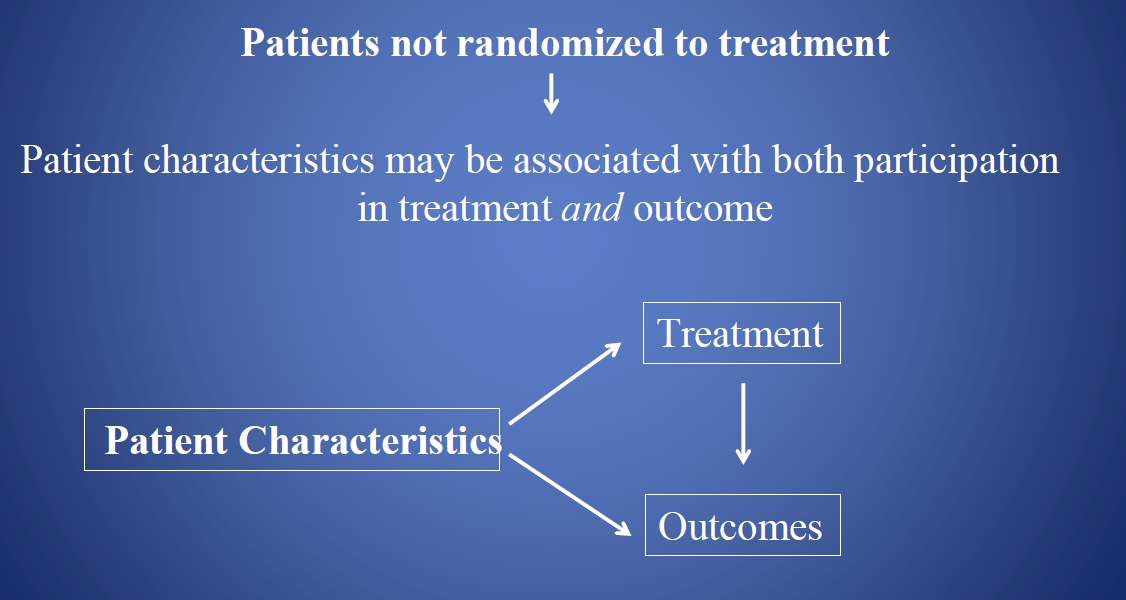 Patients not randomized to treatment
Patient characteristics may be associated with both participation
in treatment and outcome
Treatment
Patient Characteristics
Outcomes